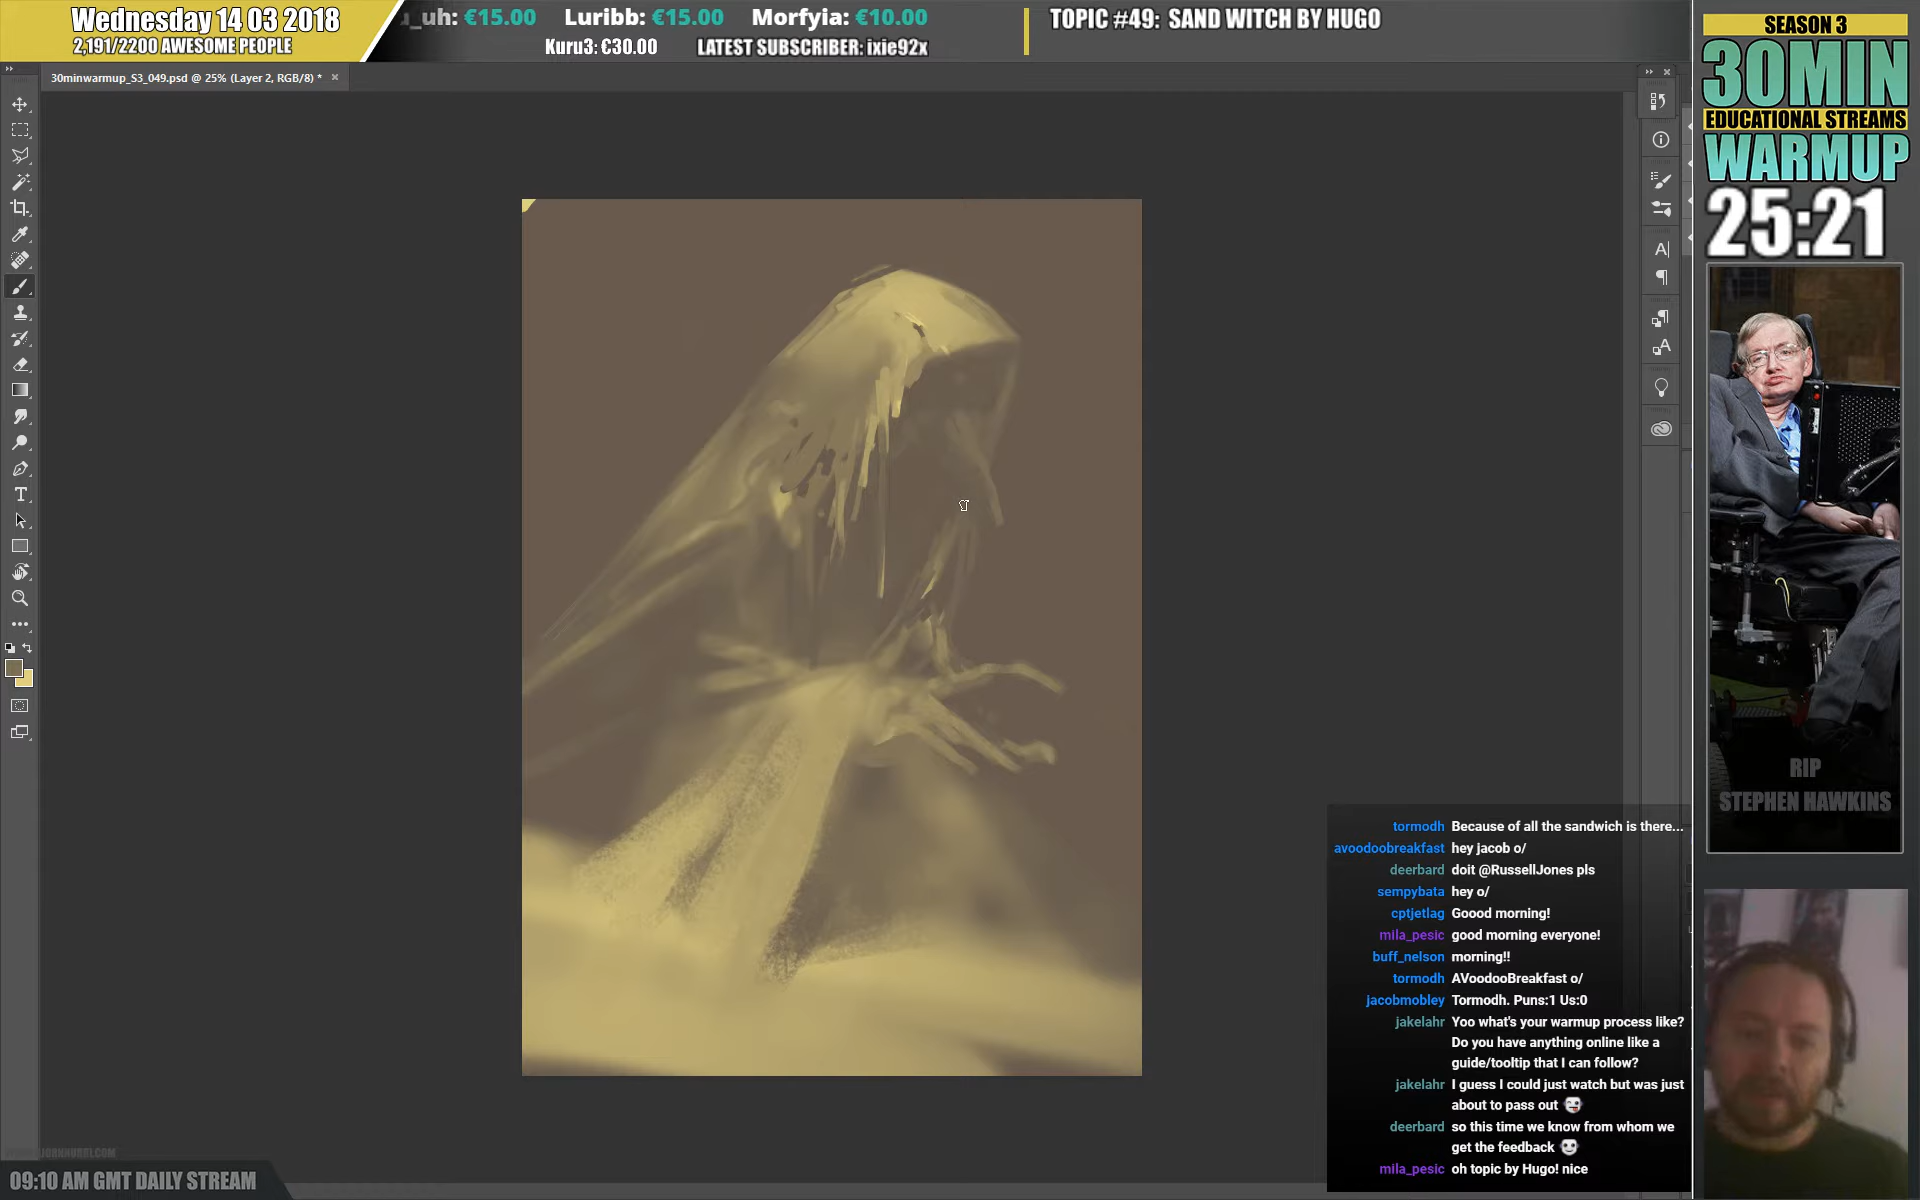 Wednesday 14 03 2018
2,191/2200 AWESOME PEOPLE
_uh: €15.00 Luribb: €15.00 Morfyia: €10.00
Kuru3: €30.00 LATEST SUBSCRIBER: ixie92x
TOPIC #49: SAND WITCH BY HUGO
SEASON 3
30MIN
EDUCATIONAL STREAMS
WARMUP
25:21
30minwarmup_S3_049.psd @ 25% (Layer 2, RGB/8) *
RIP
STEPHEN HAWKINS
tormodh Because of all the sandwich is there...
avoodoobreakfast hey jacob o/
deerbard doit @RussellJones pls
sempybata hey o/
cptjetlag Goood morning!
mila_pesic good morning everyone!
buff_nelson morning!!
tormodh AVoodooBreakfast o/
jacobmobley Tormodh. Puns:1 Us:0
jakelahr Yoo what's your warmup process like?
Do you have anything online like a
guide/tooltip that I can follow?
jakelahr I guess I could just watch but was just
about to pass out
deerbard so this time we know from whom we
get the feedback
mila_pesic oh topic by Hugo! nice
09:10 AM GMT DAILY STREAM